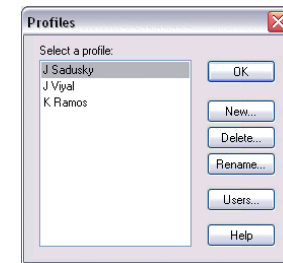 Profiles
Select a profile:
J Sadusky
J Viyal
K Ramos
OK
New...
Delete...
Rename...
Users...
Help